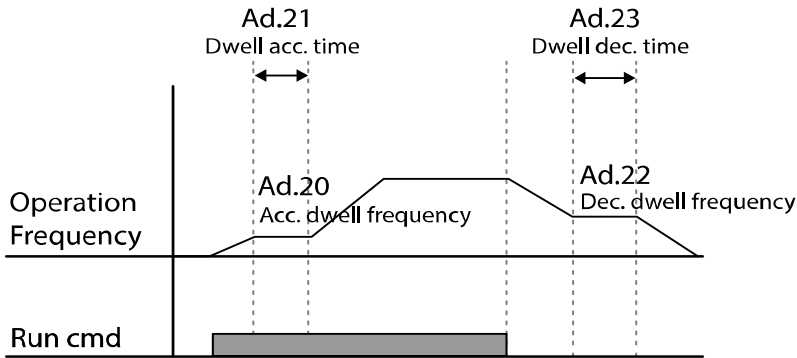 Ad.21
Dwell acc. time
Ad.23
Dwell dec. time
Ad.20
Acc. dwell frequency
Ad.22
Dec. dwell frequency
Operation
Frequency
Run cmd